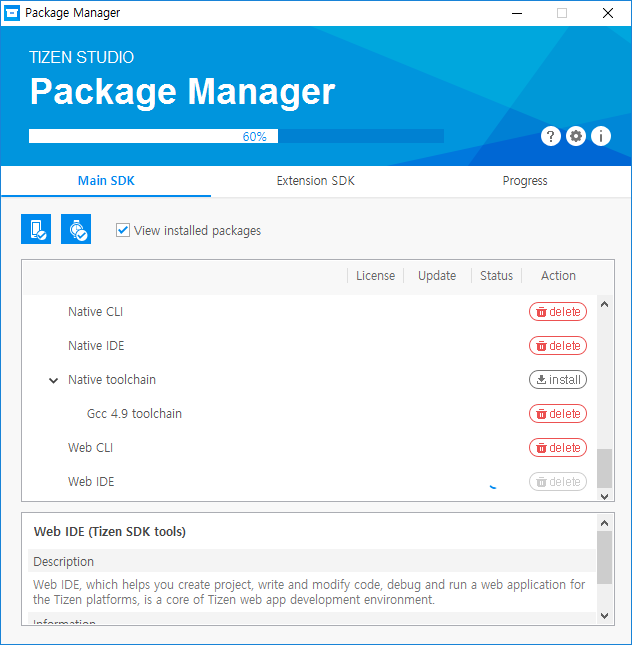 Package Manager
TIZEN STUDIO
Package Manager
60%
?
i
Main SDK
Extension SDK
Progress
View installed packages
License
Update
Status
Action
Native CLI
delete
Native IDE
delete
Native toolchain
install
Gcc 4.9 toolchain
delete
Web CLI
delete
Web IDE
delete
Web IDE (Tizen SDK tools)
Description
Web IDE, which helps you create project, write and modify code, debug and run a web application for
the Tizen platforms, is a core of Tizen web app development environment.
Information